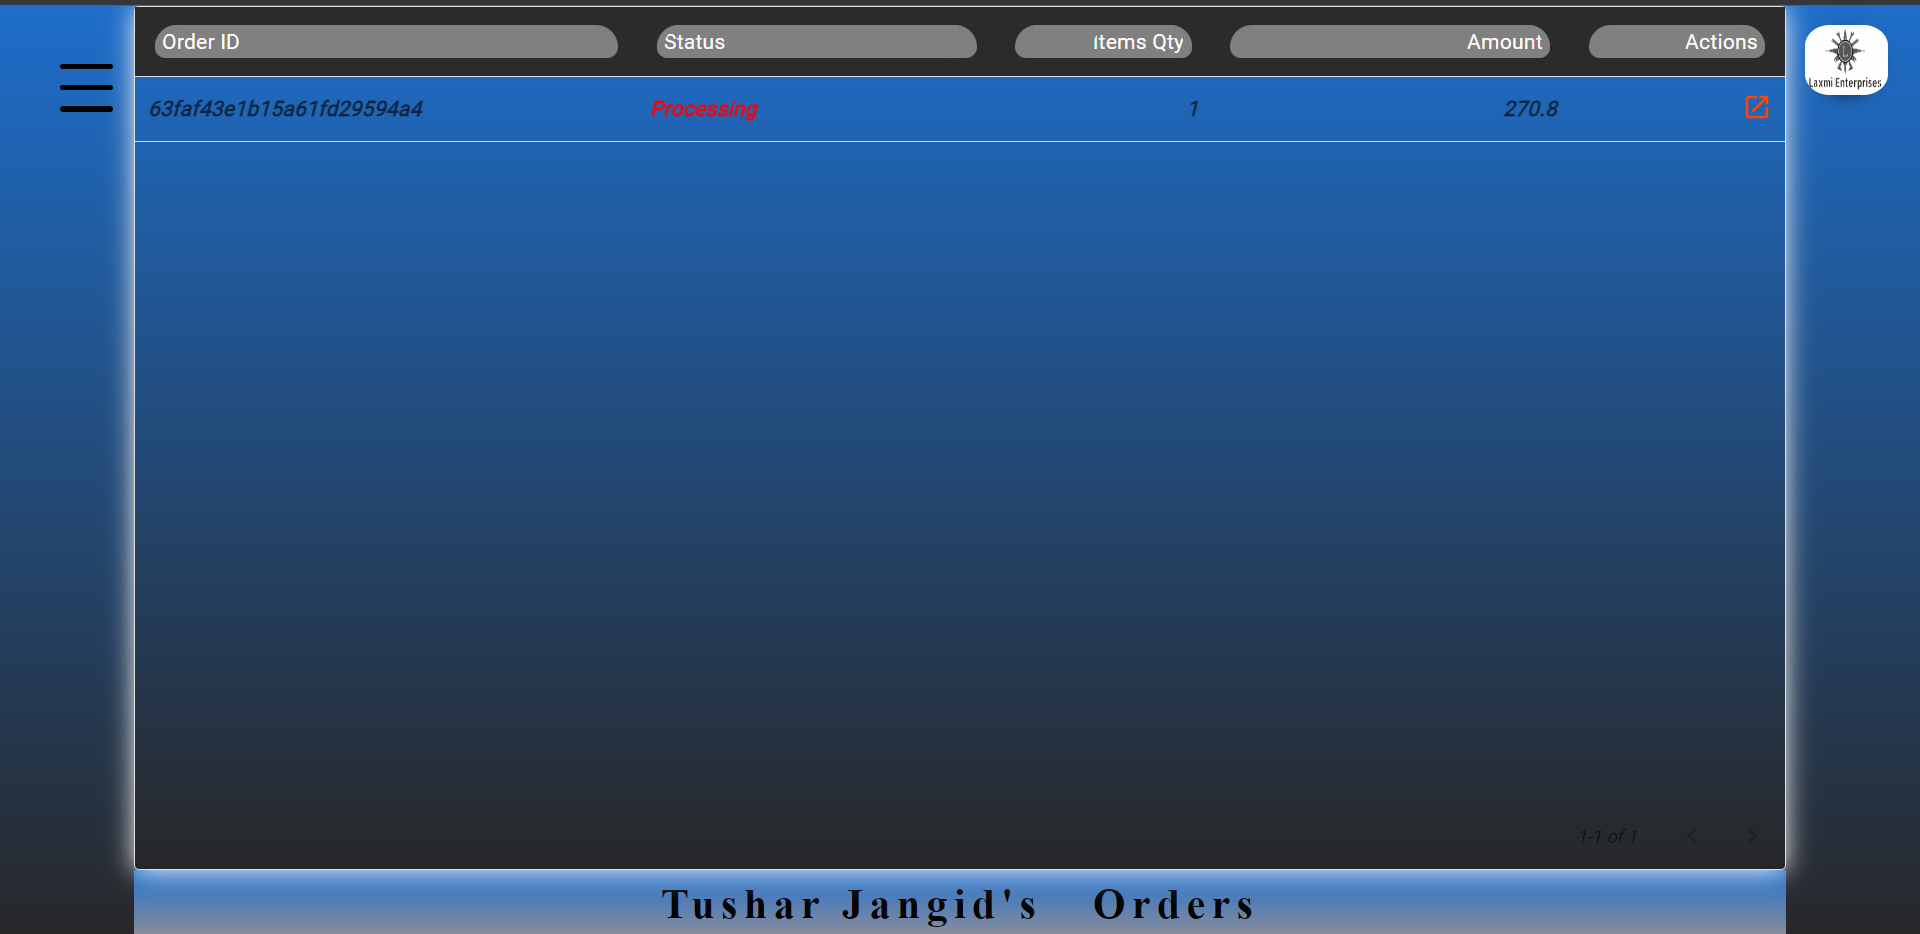 Order ID Status Items Qty Amount Actions
Laxmi Enterprises
63faf43e1b15a61fd29594a4 Processing 1 270.8
1-1 of 1
Tushar Jangid's Orders